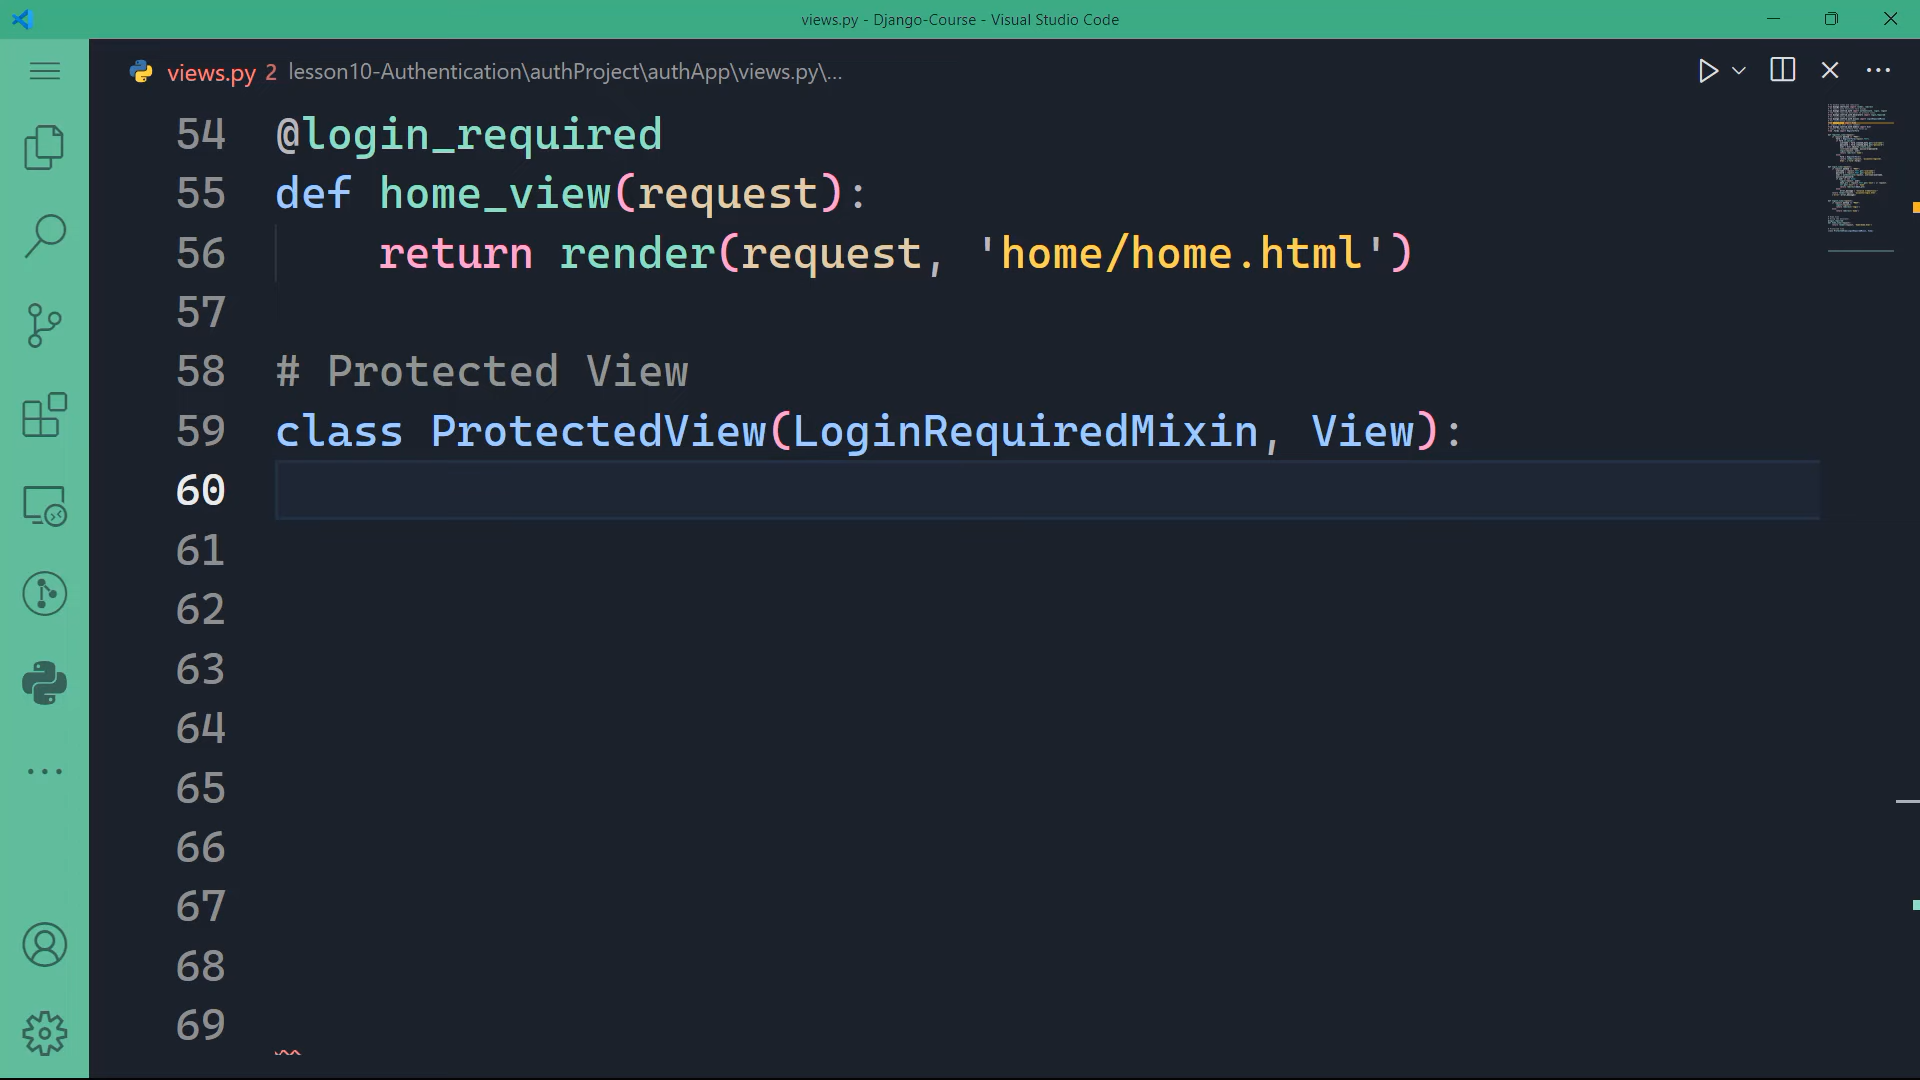 views.py - Django-Course - Visual Studio Code
views.py 2 lesson10-Authentication\authProject\authApp\views.py\...
54 @login_required
55 def home_view(request):
56     return render(request, 'home/home.html')
57
58 # Protected View
59 class ProtectedView(LoginRequiredMixin, View):
60
61
62
63
64
65
66
67
68
69